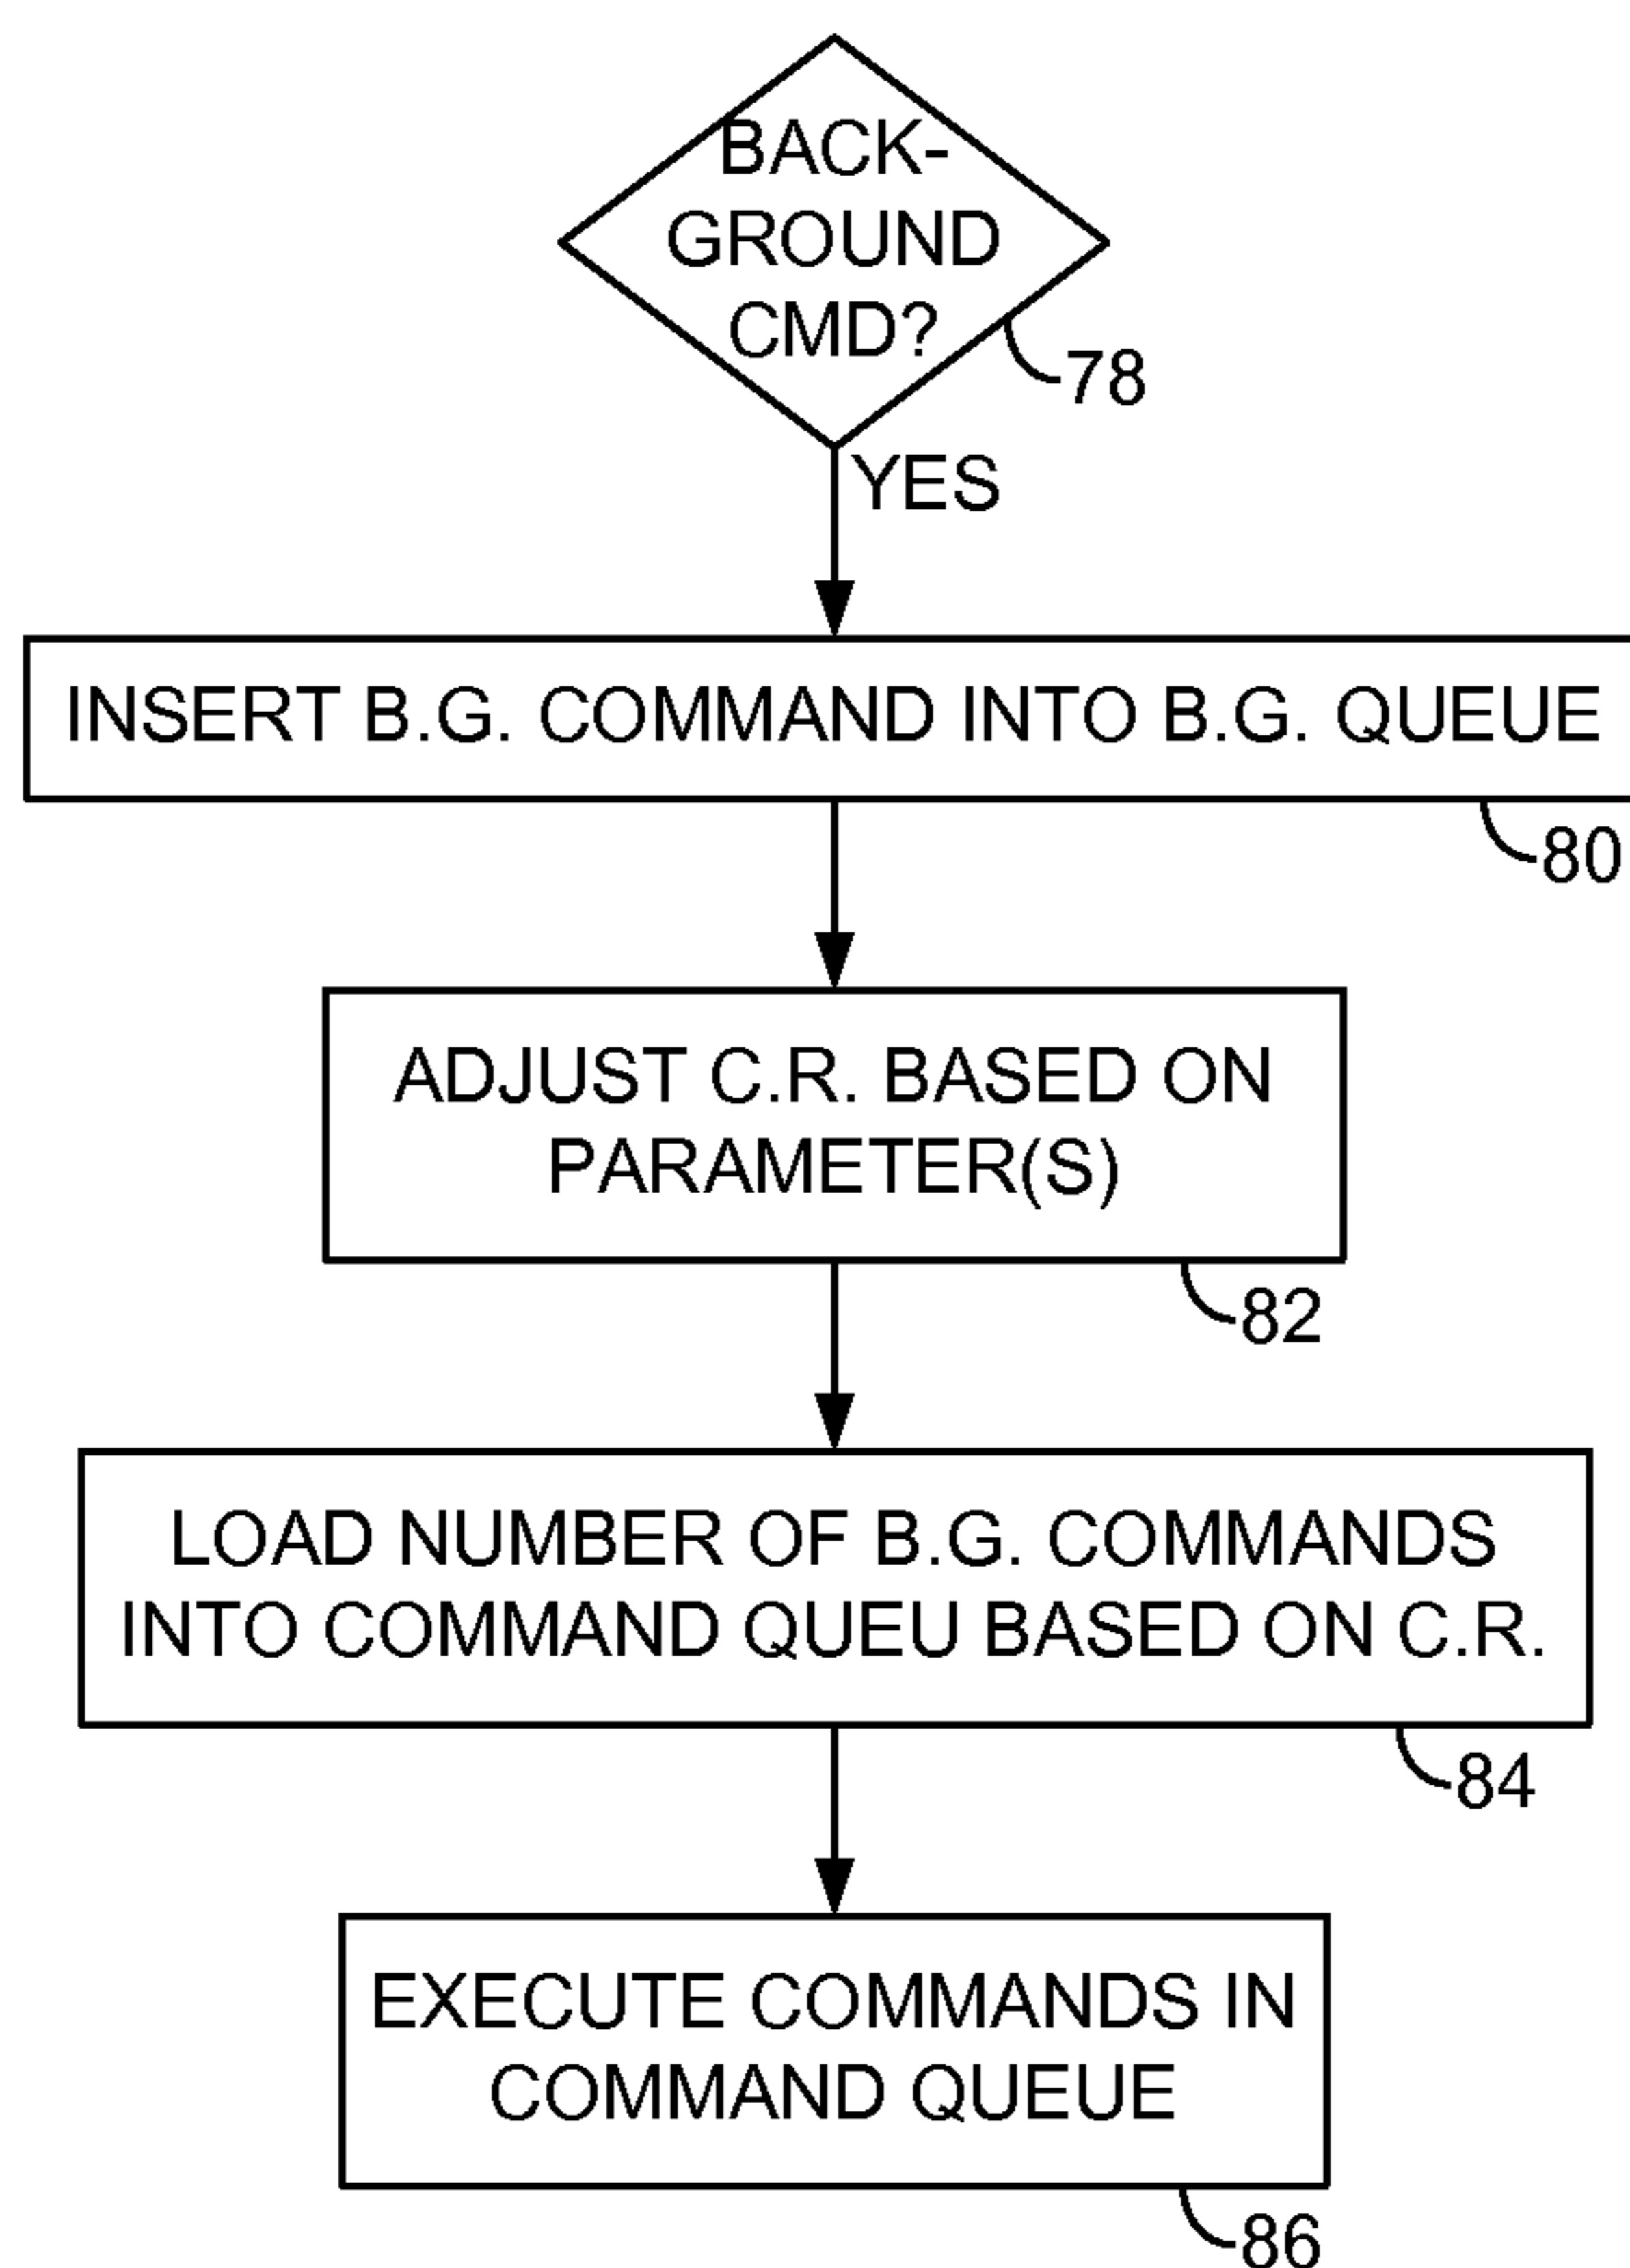 BACK-
GROUND
CMD?
78
YES
INSERT B.G. COMMAND INTO B.G. QUEUE
80
ADJUST C.R. BASED ON
PARAMETER(S)
82
LOAD NUMBER OF B.G. COMMANDS
INTO COMMAND QUEU BASED ON C.R.
84
EXECUTE COMMANDS IN
COMMAND QUEUE
86